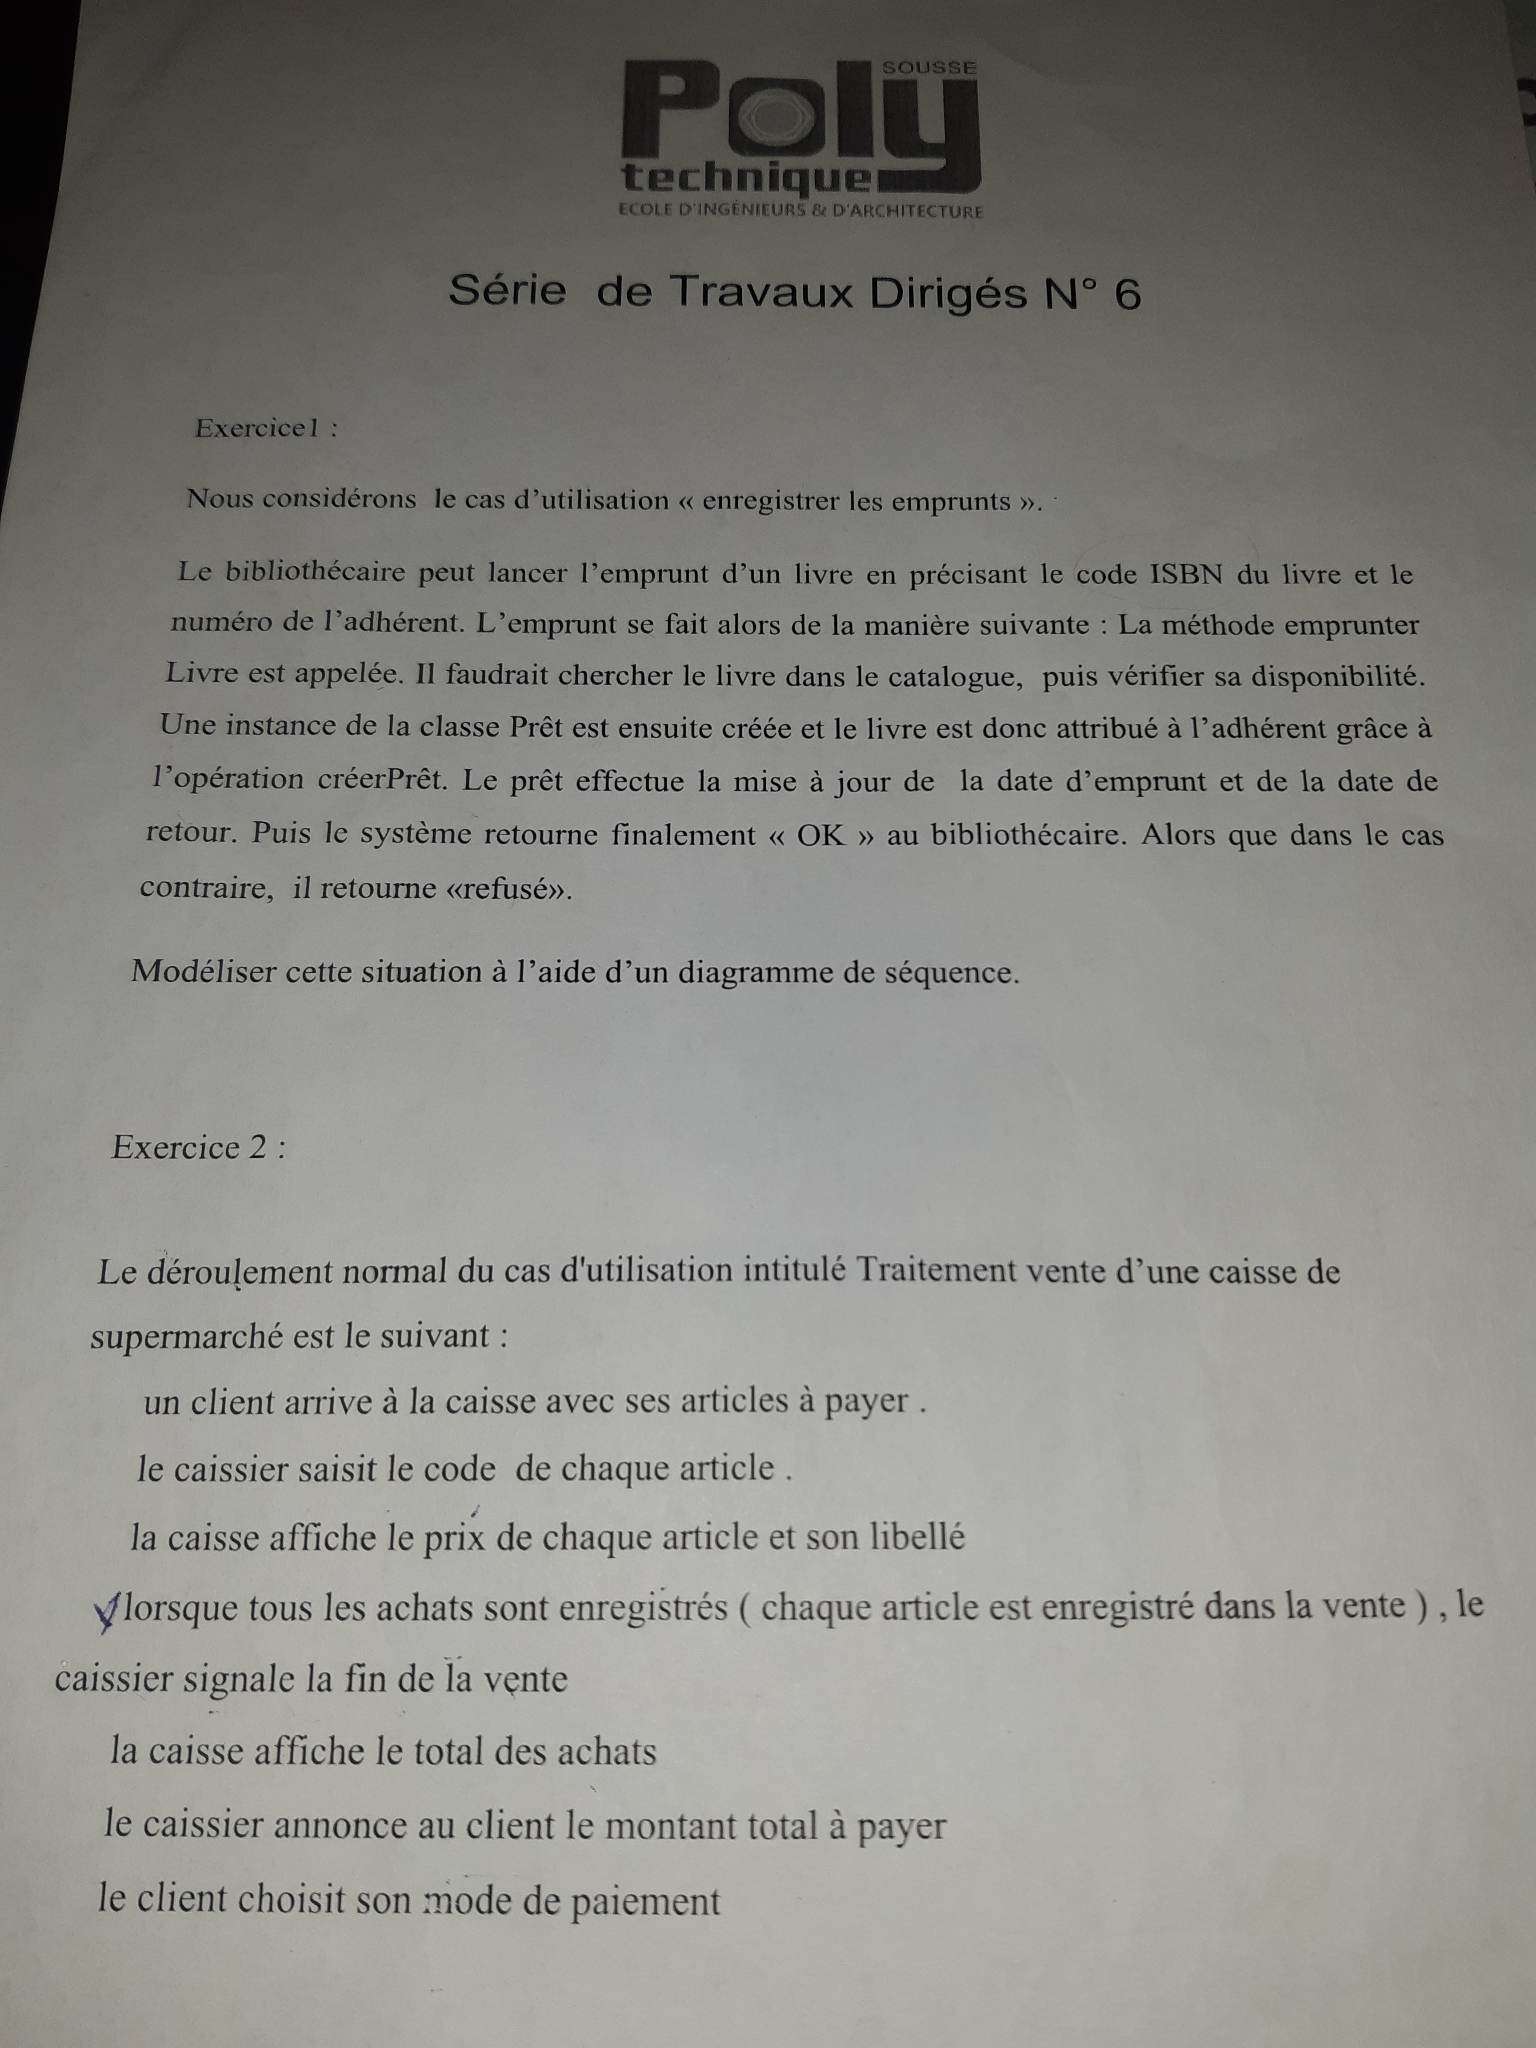 SOUSSE
Poly
technique
ECOLE D'INGÉNIEURS & D'ARCHITECTURE
Série de Travaux Dirigés N° 6
Exercice1 :
Nous considérons le cas d’utilisation « enregistrer les emprunts ».
Le bibliothécaire peut lancer l’emprunt d’un livre en précisant le code ISBN du livre et le
numéro de l’adhérent. L’emprunt se fait alors de la manière suivante : La méthode emprunter
Livre est appelée. Il faudrait chercher le livre dans le catalogue, puis vérifier sa disponibilité.
Une instance de la classe Prêt est ensuite créée et le livre est donc attribué à l’adhérent grâce à
l’opération créerPrêt. Le prêt effectue la mise à jour de la date d’emprunt et de la date de
retour. Puis le système retourne finalement « OK » au bibliothécaire. Alors que dans le cas
contraire, il retourne «refusé».
Modéliser cette situation à l’aide d’un diagramme de séquence.
Exercice 2 :
Le déroulement normal du cas d'utilisation intitulé Traitement vente d’une caisse de
supermarché est le suivant :
un client arrive à la caisse avec ses articles à payer .
le caissier saisit le code de chaque article .
la caisse affiche le prix de chaque article et son libellé
lorsque tous les achats sont enregistrés ( chaque article est enregistré dans la vente ) , le
caissier signale la fin de la vente
la caisse affiche le total des achats
le caissier annonce au client le montant total à payer
le client choisit son mode de paiement